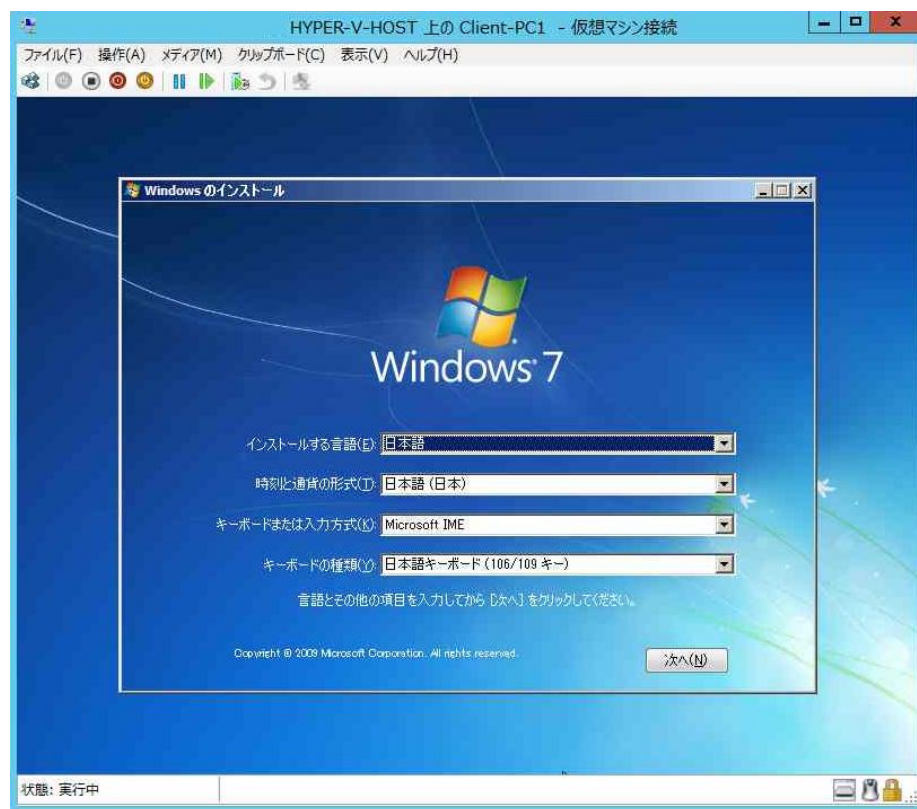 HYPER-V-HOST 上の Client-PC1 - 仮想マシン接続
ファイル(F) 操作(A) メディア(M) クリップボード(C) 表示(V) ヘルプ(H)
Windows のインストール
Windows 7
インストールする言語(E): 日本語
時刻と通貨の形式(T): 日本語 (日本)
キーボードまたは入力方式(K): Microsoft IME
キーボードの種類(Y): 日本語キーボード (106/109 キー)
言語とその他の項目を入力してから [次へ] をクリックしてください。
Copyright © 2009 Microsoft Corporation. All rights reserved.
次へ(N)
状態: 実行中